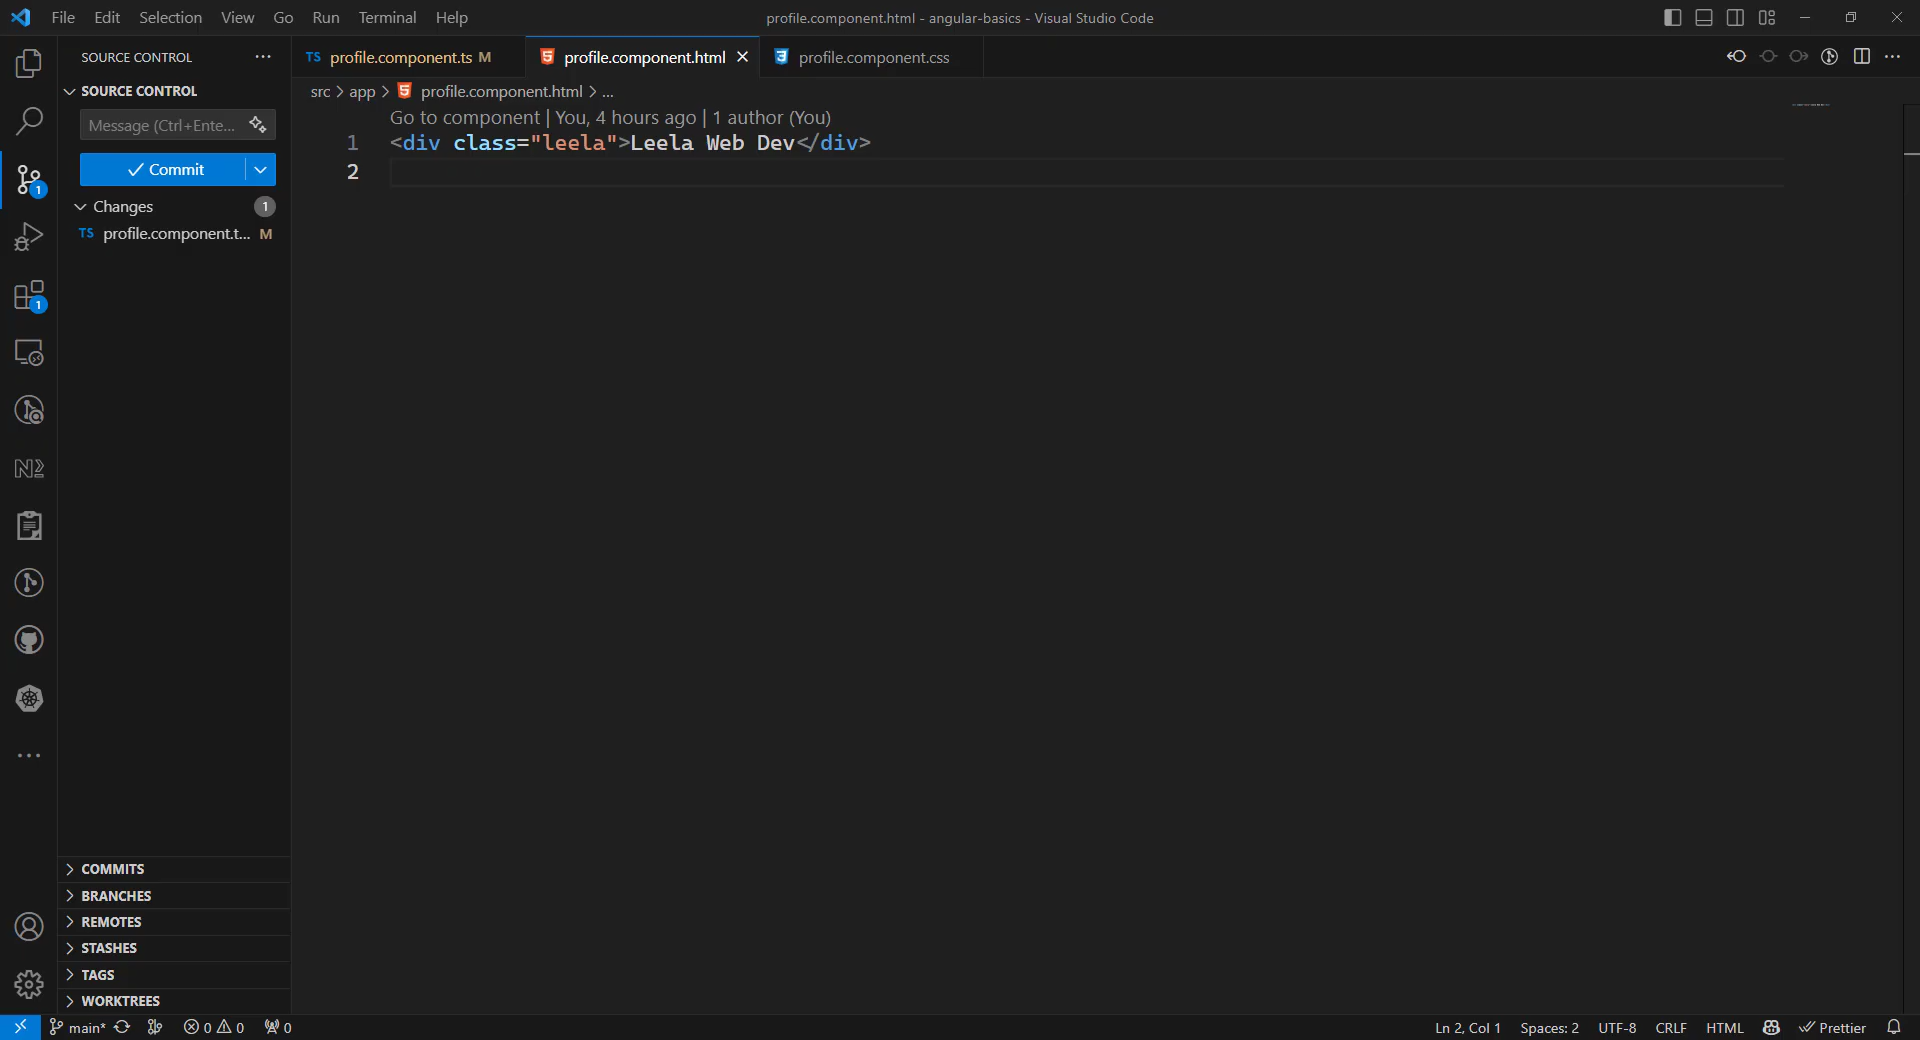 File Edit Selection View Go Run Terminal Help
profile.component.html - angular-basics - Visual Studio Code
SOURCE CONTROL
TS profile.component.ts M
profile.component.html
profile.component.css
SOURCE CONTROL
src > app > profile.component.html > ...
Message (Ctrl+Ente...
Go to component | You, 4 hours ago | 1 author (You)
1 <div class="leela">Leela Web Dev</div>
2
Commit
1
Changes 1
TS profile.component.t... M
1
COMMITS
BRANCHES
REMOTES
STASHES
TAGS
WORKTREES
main* 0 0 0
Ln 2, Col 1 Spaces: 2 UTF-8 CRLF HTML Prettier